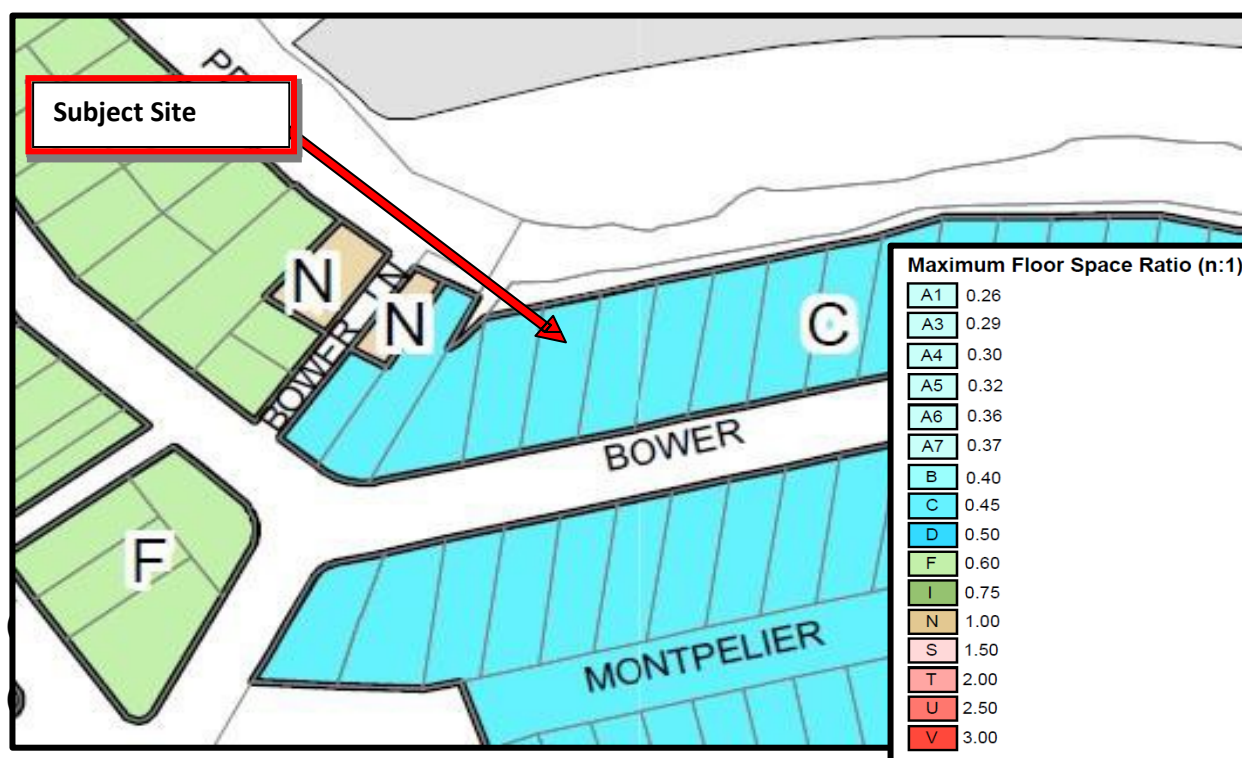 Subject Site
N
N
C
BOWER
BOWER
F
MONTPELIER
Maximum Floor Space Ratio (n:1)
A1 0.26
A3 0.29
A4 0.30
A5 0.32
A6 0.36
A7 0.37
B 0.40
C 0.45
D 0.50
F 0.60
I 0.75
N 1.00
S 1.50
T 2.00
U 2.50
V 3.00